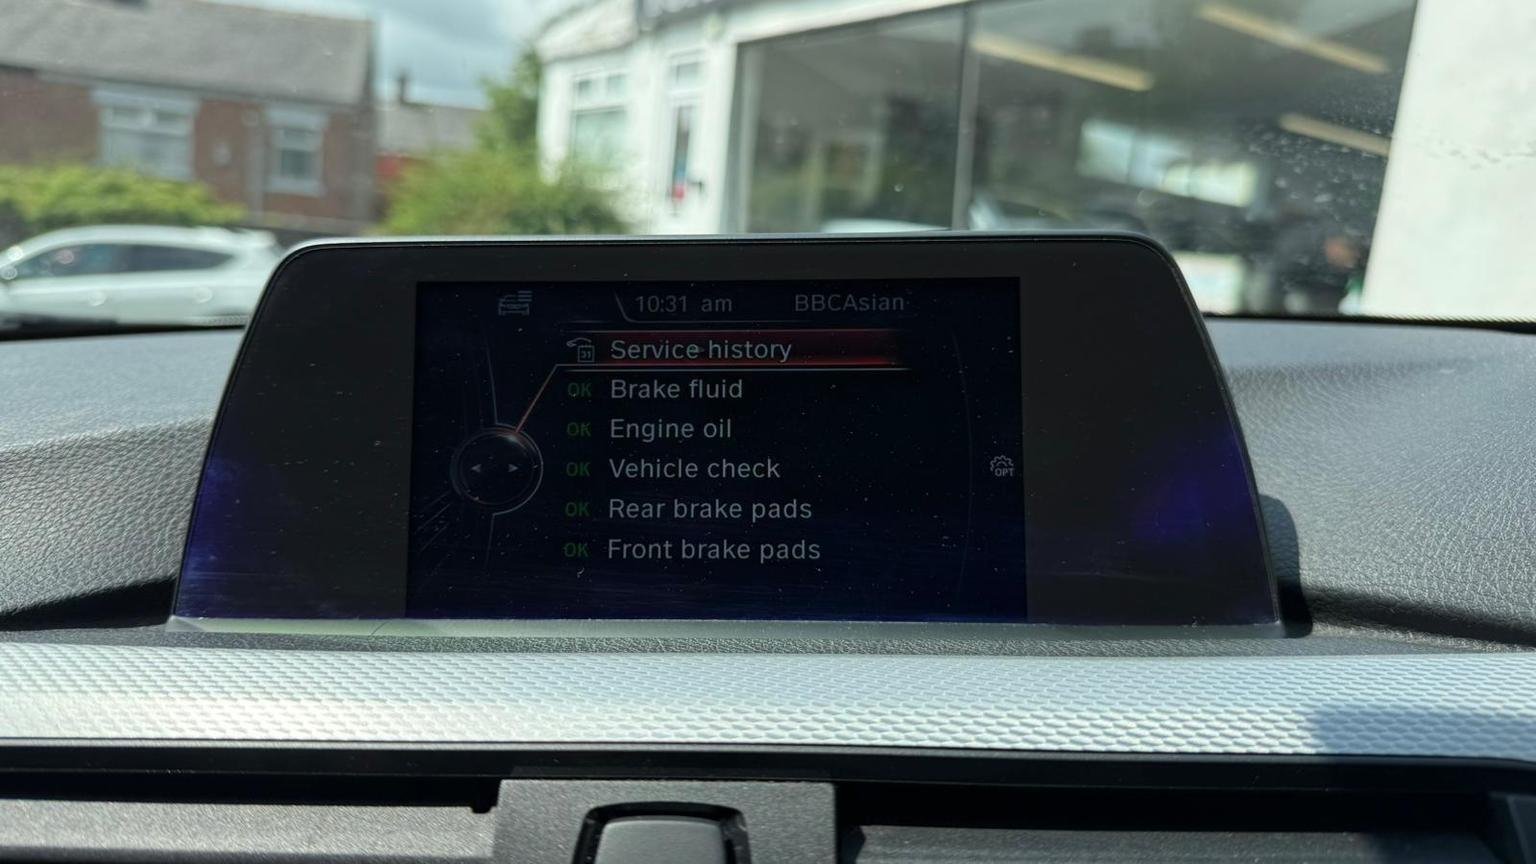 10:31 am BBCAsian
Service history
OK Brake fluid
OK Engine oil
OK Vehicle check
OK Rear brake pads
OPT
OK Front brake pads